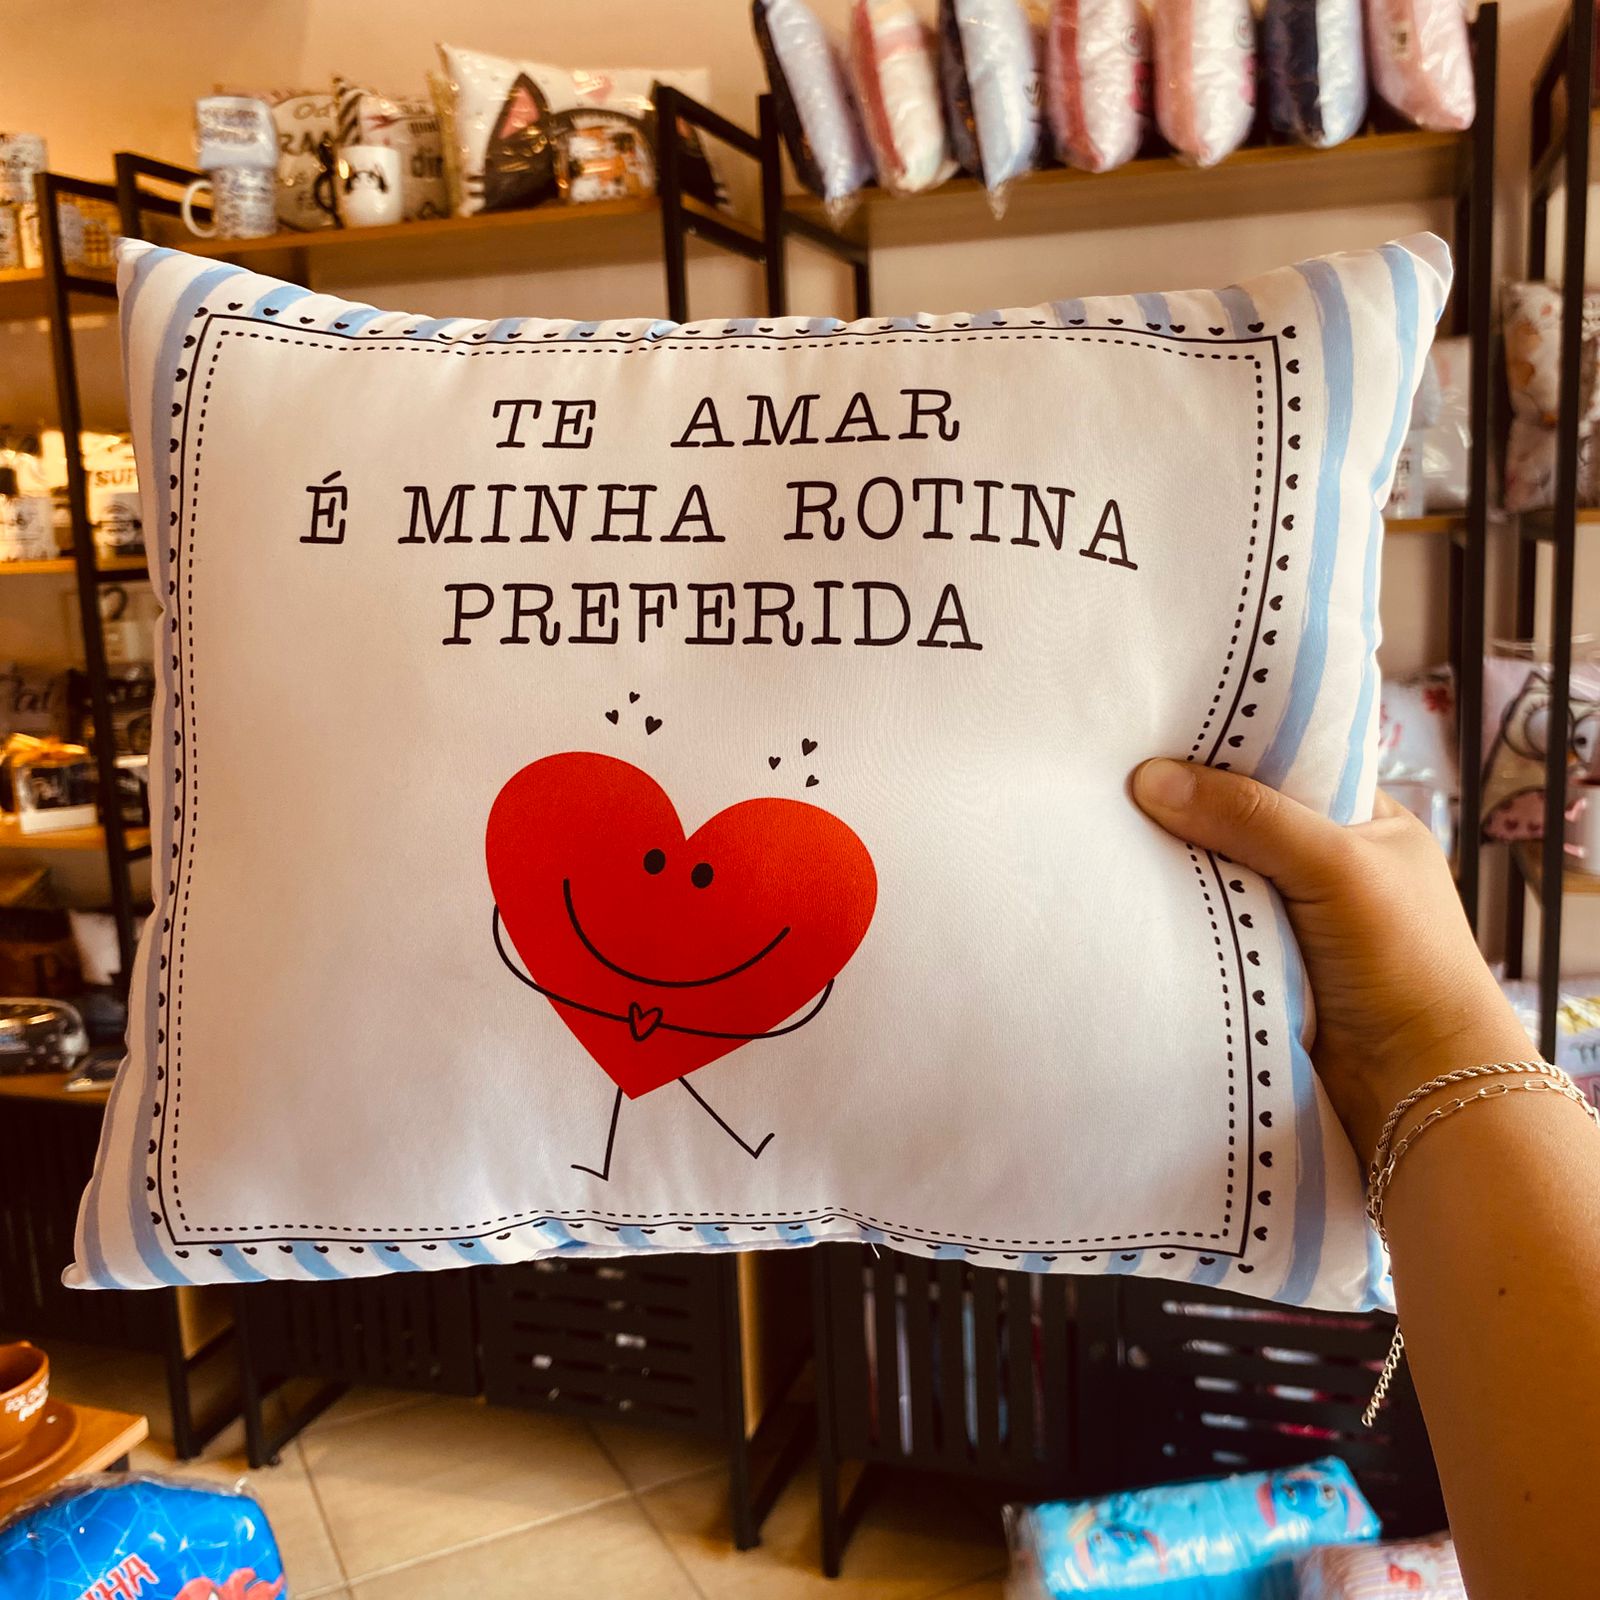 TE AMAR
É MINHA ROTINA
PREFERIDA